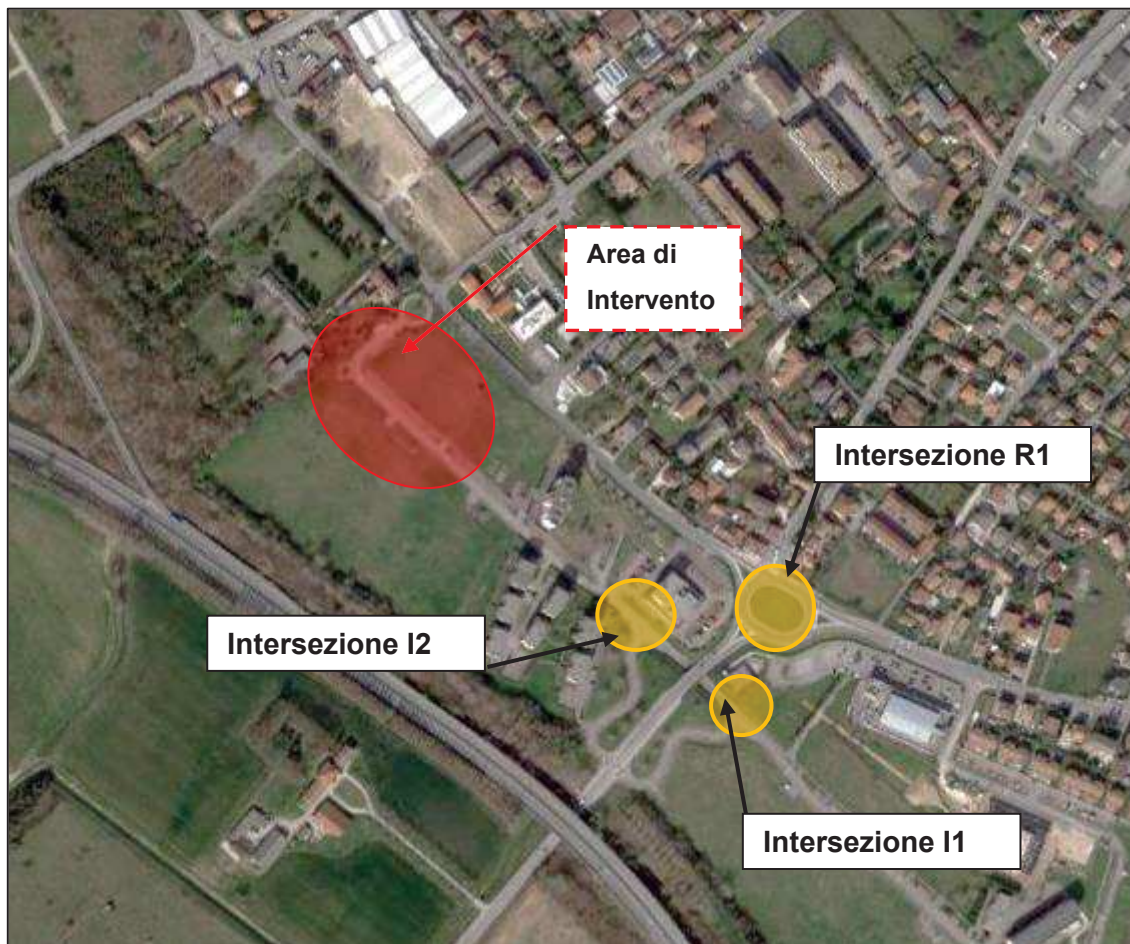 Area di
Intervento
Intersezione R1
Intersezione I2
Intersezione I1